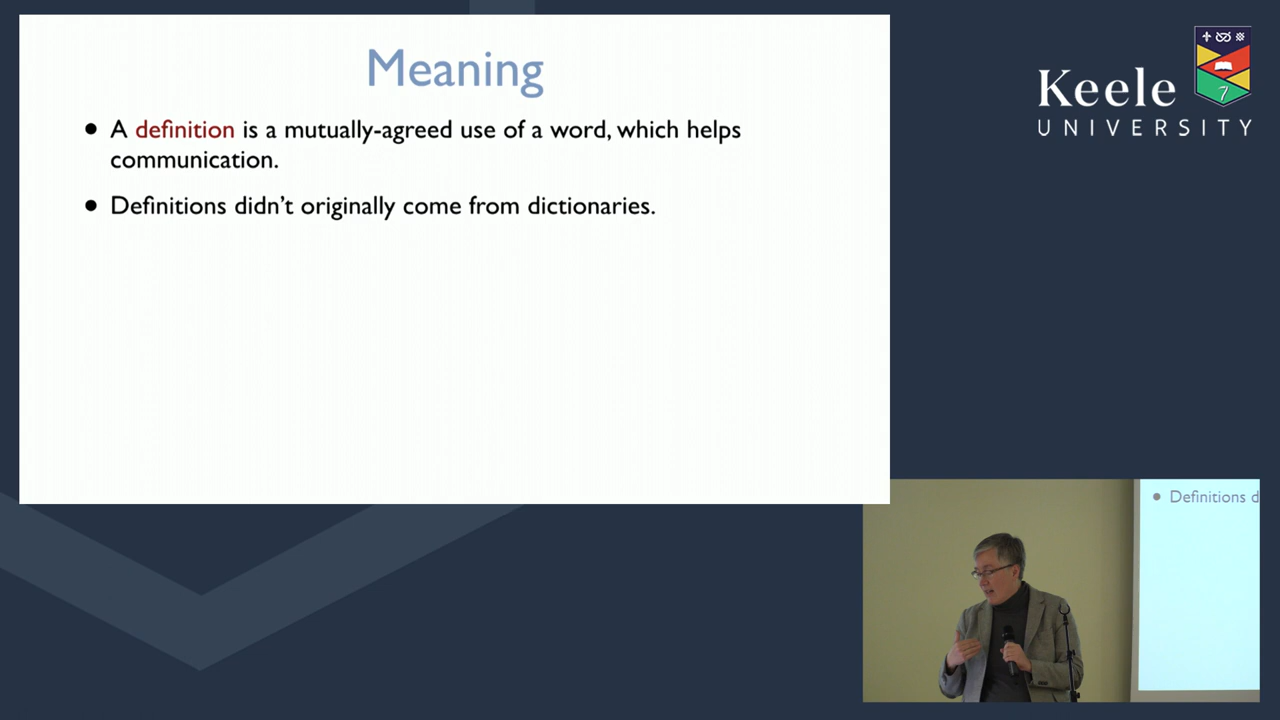 Meaning
• A definition is a mutually-agreed use of a word, which helps
communication.
• Definitions didn't originally come from dictionaries.
Keele
UNIVERSITY
• Definitions d